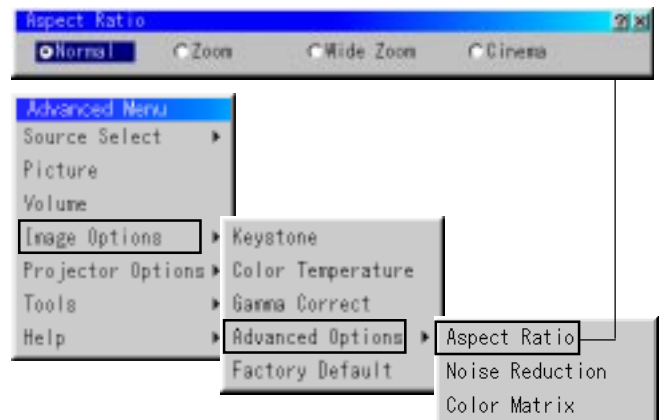 Aspect Ratio
Normal Zoom Wide Zoom Cinema
Advanced Menu
Source Select
Picture
Volume
Image Options
Projector Options
Tools
Help
Keystone
Color Temperature
Gamma Correct
Advanced Options
Factory Default
Aspect Ratio
Noise Reduction
Color Matrix